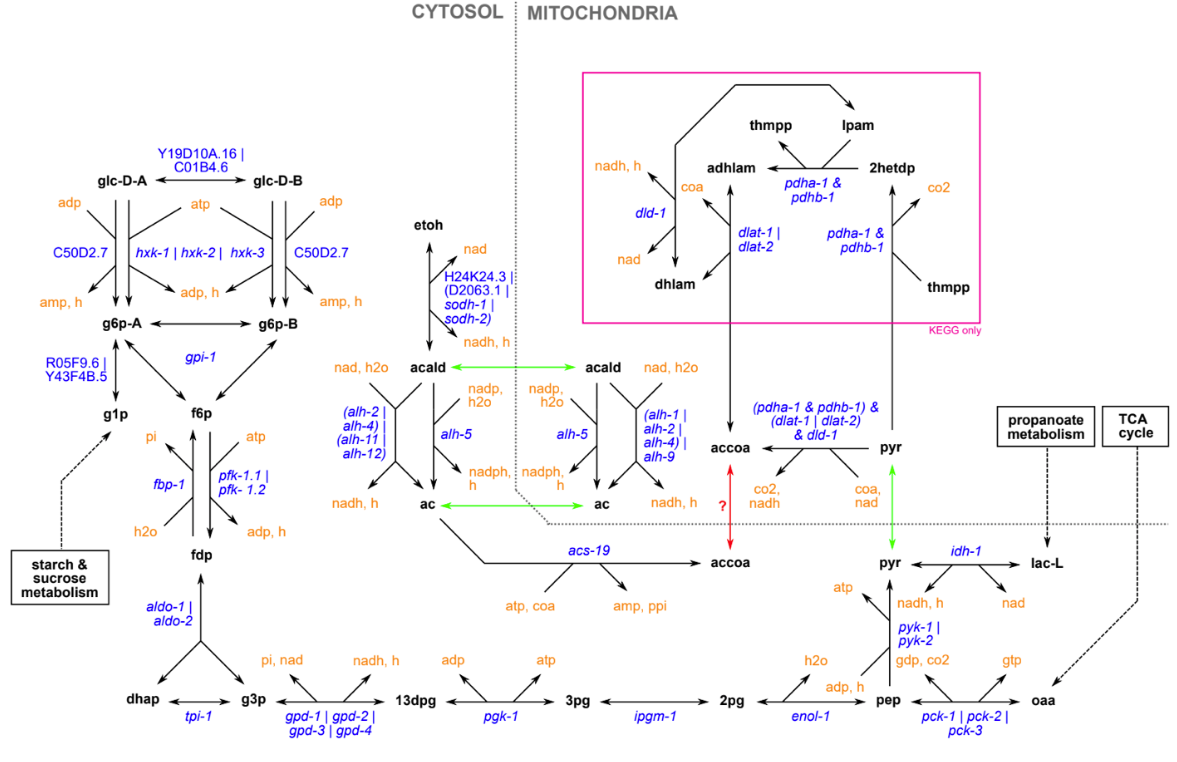 CYTOSOL MITOCHONDRIA
thmpp lpam
Y19D10A.16 |
C01B4.6
nadh, h adhlam 2hetdp
glc-D-A glc-D-B
coa pdha-1 &
pdhb-1
co2
adp atp adp
dld-1
etoh
dlat-1 |
dlat-2
pdha-1 &
pdhb-1
C50D2.7 hxk-1 | hxk-2 | hxk-3 C50D2.7
nad
nad
H24K24.3 |
(D2063.1 |
sodh-1 |
sodh-2)
dhlam thmpp
amp, h adp, h amp, h
g6p-A g6p-B
KEGG only
nadh, h
R05F9.6 |
Y43F4B.5
gpi-1
nad, h2o acald acald nad, h2o
nadp,
h2o
nadp,
h2o
g1p f6p
(alh-2 |
alh-4) |
(alh-11 |
alh-12)
alh-5
alh-5
(alh-1 |
alh-2 |
alh-4) |
alh-9
(pdha-1 & pdhb-1) &
(dlat-1 | dlat-2)
& dld-1
propanoate
metabolism
TCA
cycle
pi atp
accoa pyr
fbp-1
pfk-1.1 |
pfk- 1.2
nadph,
h
nadph,
h
co2,
nadh
coa,
nad
nadh, h ac ac nadh, h
?
h2o adp, h
fdp
starch &
sucrose
metabolism
acs-19
accoa pyr idh-1 lac-L
atp
aldo-1 |
aldo-2
atp, coa amp, ppi
nadh, h nad
pyk-1 |
pyk-2
pi, nad nadh, h adp atp h2o gdp, co2 gtp
adp, h
dhap g3p 13dpg 3pg 2pg pep oaa
tpi-1 gpd-1 | gpd-2 |
gpd-3 | gpd-4
pgk-1 ipgm-1 enol-1 pck-1 | pck-2 |
pck-3